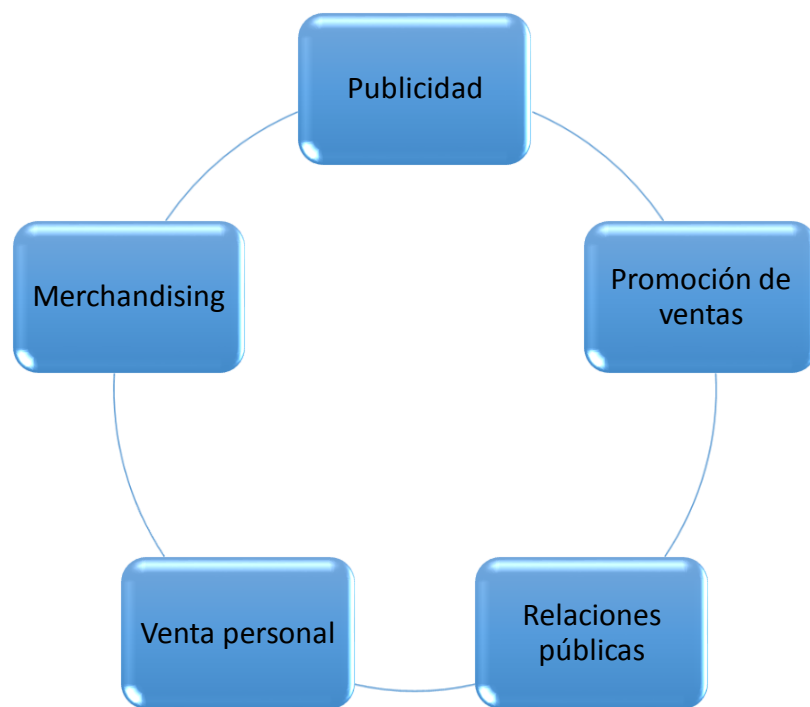 Publicidad
Promoción de
ventas
Relaciones
públicas
Venta personal
Merchandising